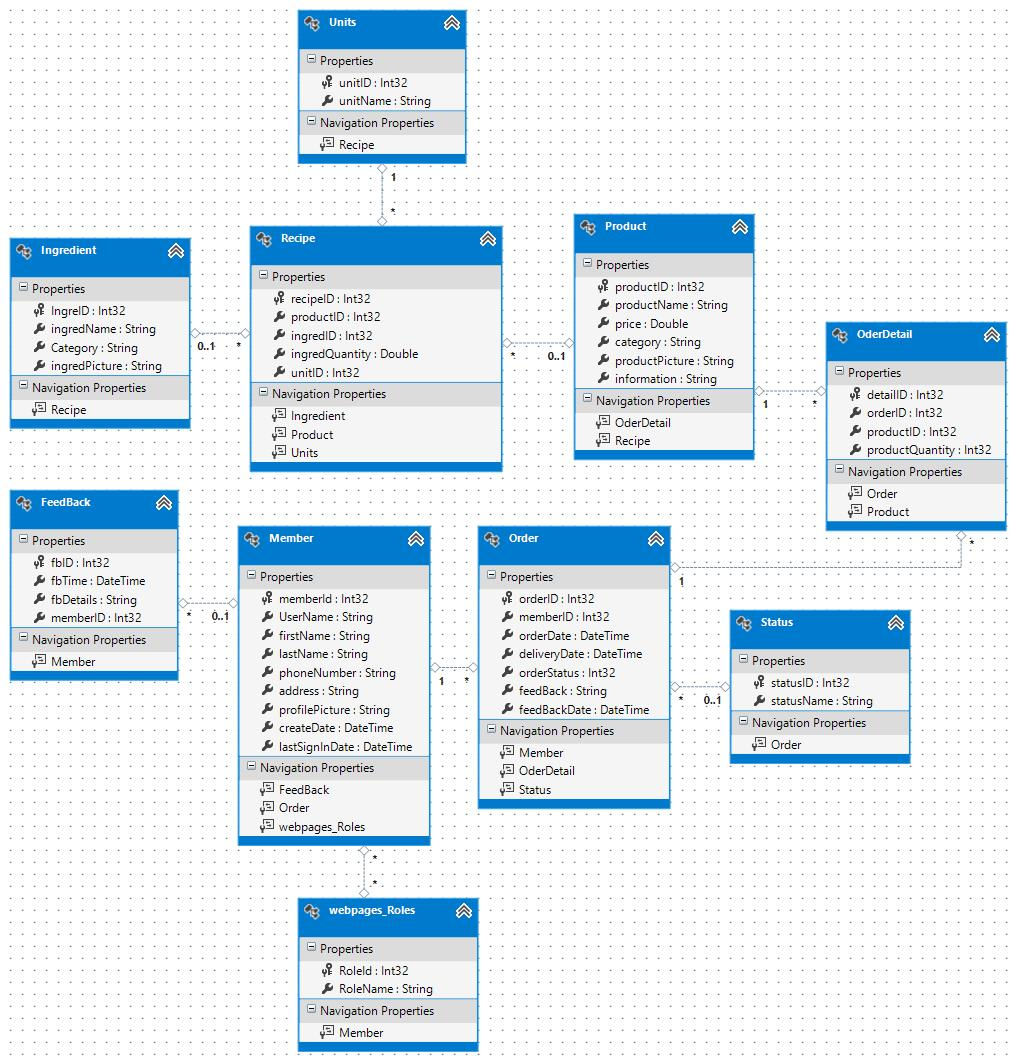 Units
Properties
unitID : Int32
unitName : String
Navigation Properties
Recipe
1
*
Ingredient
Properties
IngreID : Int32
ingredName : String
Category : String
ingredPicture : String
Navigation Properties
Recipe
0..1
*
Recipe
Properties
recipeID : Int32
productID : Int32
ingredID : Int32
ingredQuantity : Double
unitID : Int32
Navigation Properties
Ingredient
Product
Units
*
0..1
Product
Properties
productID : Int32
productName : String
price : Double
category : String
productPicture : String
information : String
Navigation Properties
OderDetail
Recipe
1
*
OderDetail
Properties
detailID : Int32
orderID : Int32
productID : Int32
productQuantity : Int32
Navigation Properties
Order
Product
*
1
FeedBack
Properties
fbID : Int32
fbTime : DateTime
fbDetails : String
memberID : Int32
Navigation Properties
Member
*
0..1
Member
Properties
memberId : Int32
UserName : String
firstName : String
lastName : String
phoneNumber : String
address : String
profilePicture : String
createDate : DateTime
lastSignInDate : DateTime
Navigation Properties
FeedBack
Order
webpages_Roles
1
*
Order
Properties
orderID : Int32
memberID : Int32
orderDate : DateTime
deliveryDate : DateTime
orderStatus : Int32
feedBack : String
feedBackDate : DateTime
Navigation Properties
Member
OderDetail
Status
*
0..1
Status
Properties
statusID : Int32
statusName : String
Navigation Properties
Order
*
*
webpages_Roles
Properties
RoleId : Int32
RoleName : String
Navigation Properties
Member